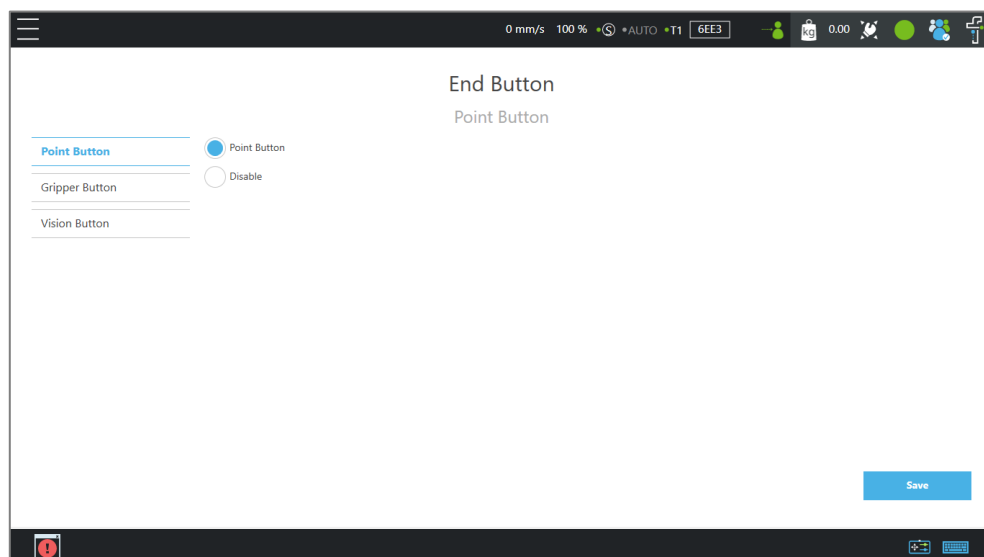 0 mm/s 100 % S AUTO T1 6EE3 kg 0.00
End Button
Point Button
Point Button
Gripper Button
Vision Button
Point Button
Disable
Save